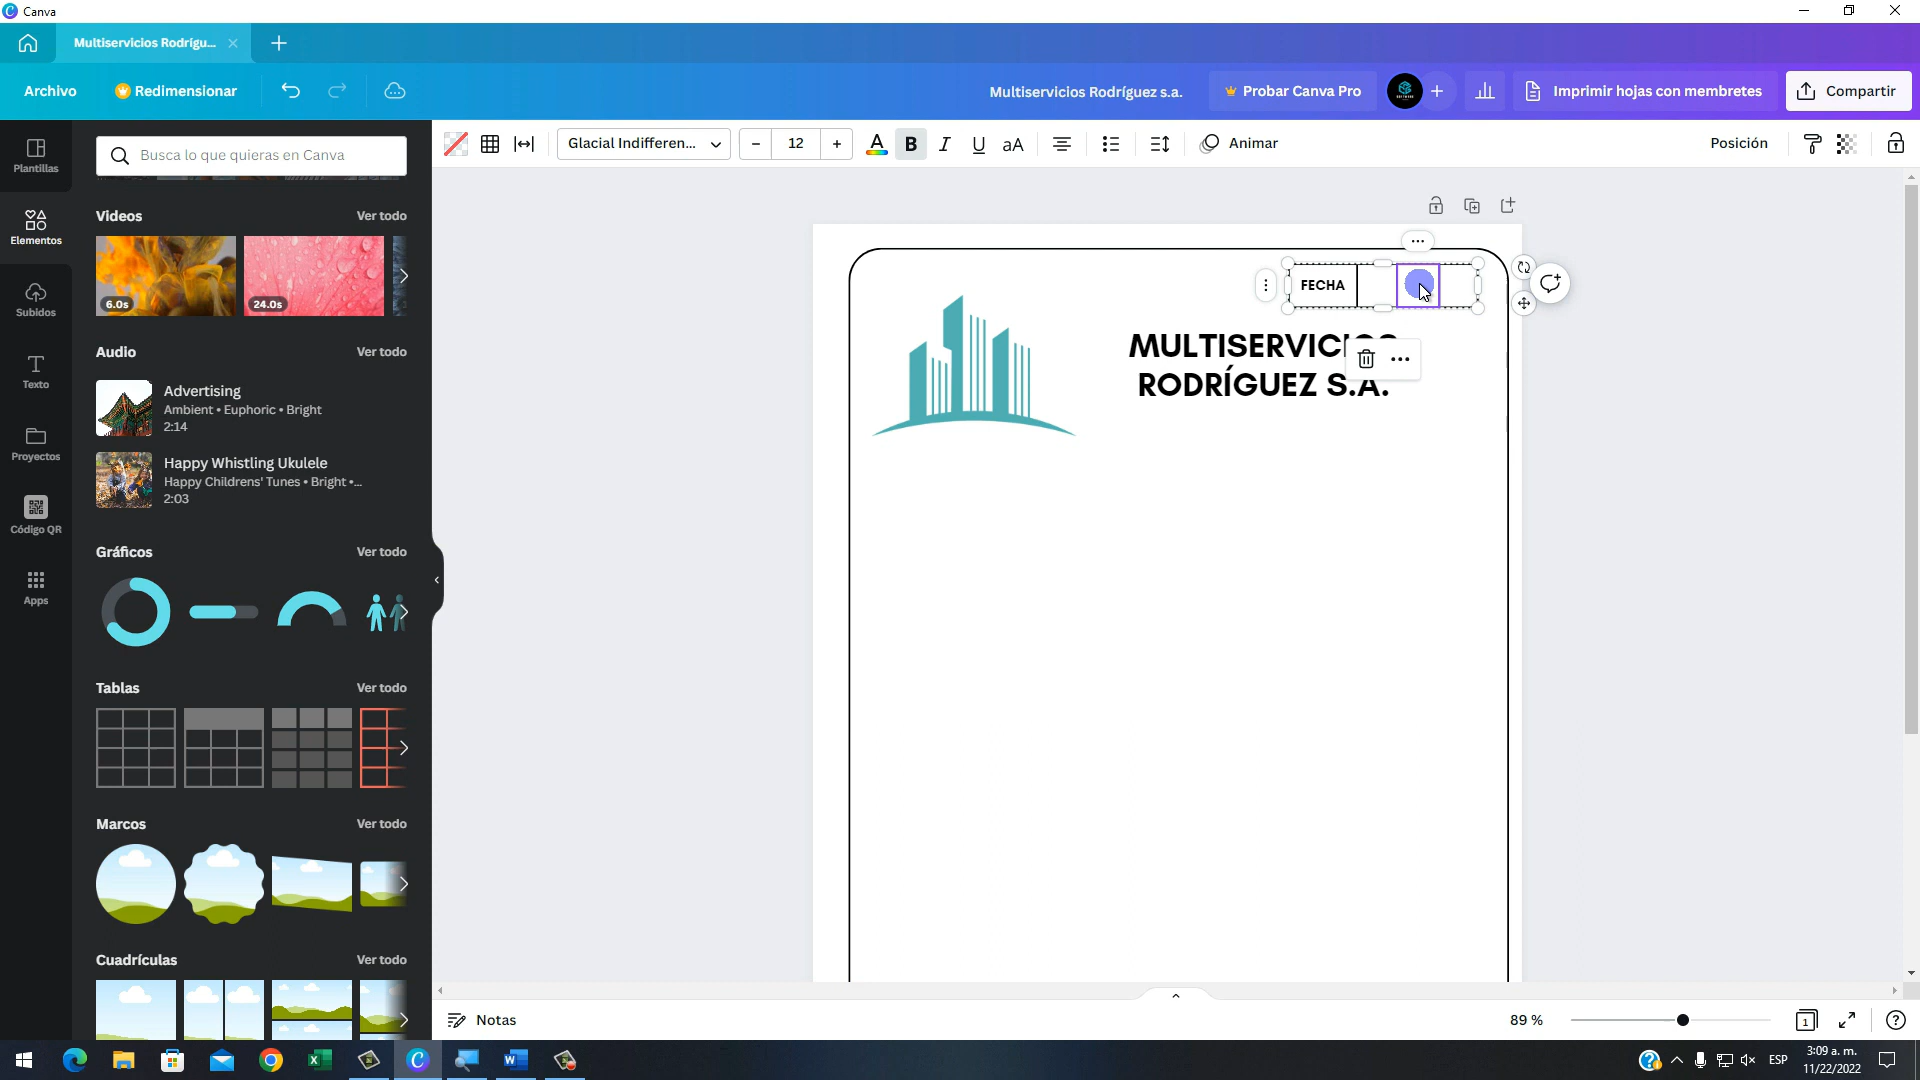 Canva
Multiservicios Rodrígu...
Archivo
Redimensionar
Multiservicios Rodríguez s.a.
Probar Canva Pro
Imprimir hojas con membretes
Compartir
Plantillas
Elementos
Subidos
Texto
Proyectos
Código QR
Apps
Busca lo que quieras en Canva
Videos
Ver todo
6.0s
24.0s
Audio
Ver todo
Advertising
Ambient • Euphoric • Bright
2:14
Happy Whistling Ukulele
Happy Childrens' Tunes • Bright •...
2:03
Gráficos
Ver todo
Tablas
Ver todo
Marcos
Ver todo
Cuadrículas
Ver todo
Glacial Indifferen...
12
B
I
U
aA
Animar
Posición
FECHA
RODRÍGUEZ S.A.
Notas
89 %
1
ESP
3:09 a. m.
11/22/2022